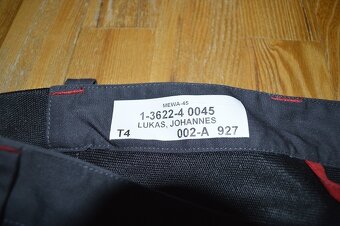 MEWA-45
1-3622-4 0045
LUKAS, JOHANNES
T4 002-A 927